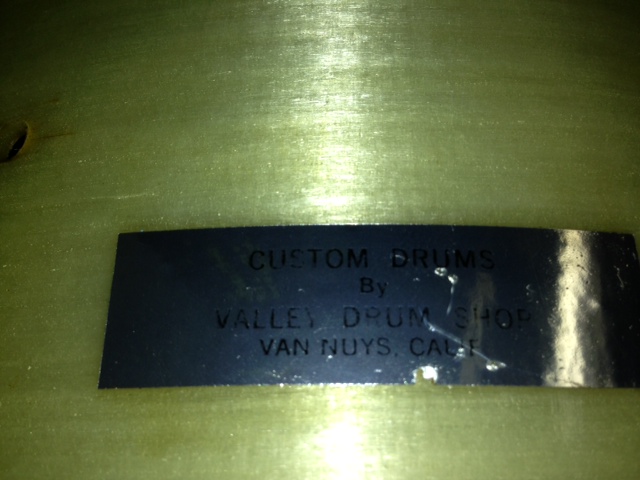 CUSTOM DRUMS
By
VALLEY DRUM SHOP
VAN NUYS, CALIF